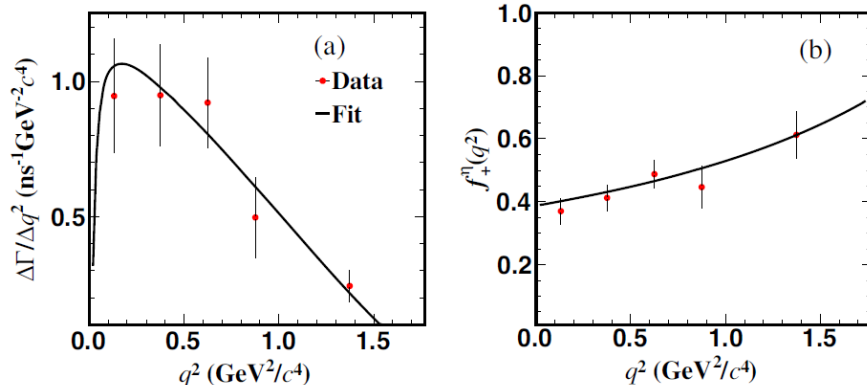 ΔΓ/Δq² (ns⁻¹GeV⁻²c⁴)
1.0
0.5
(a)
Data
Fit
0.0 0.5 1.0 1.5
q² (GeV²/c⁴)
f₊^η(q²)
1.0
0.8
0.6
0.4
0.2
(b)
0.0 0.5 1.0 1.5
q² (GeV²/c⁴)